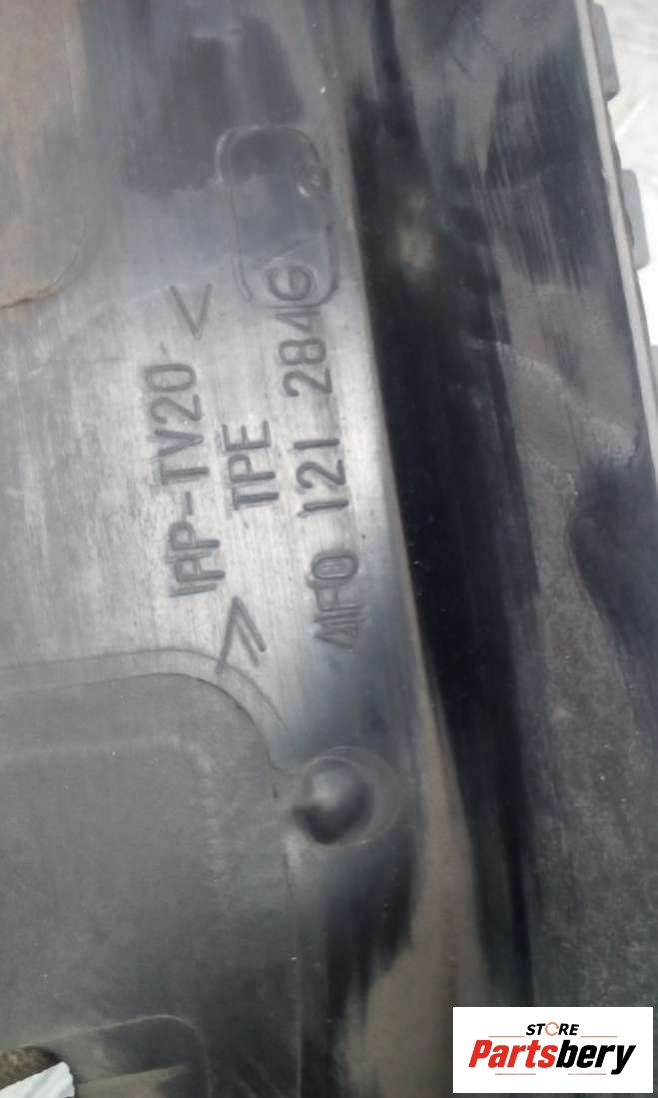 >PP-TV20<
TPE
4F0 121 284G
STORE
Partsbery